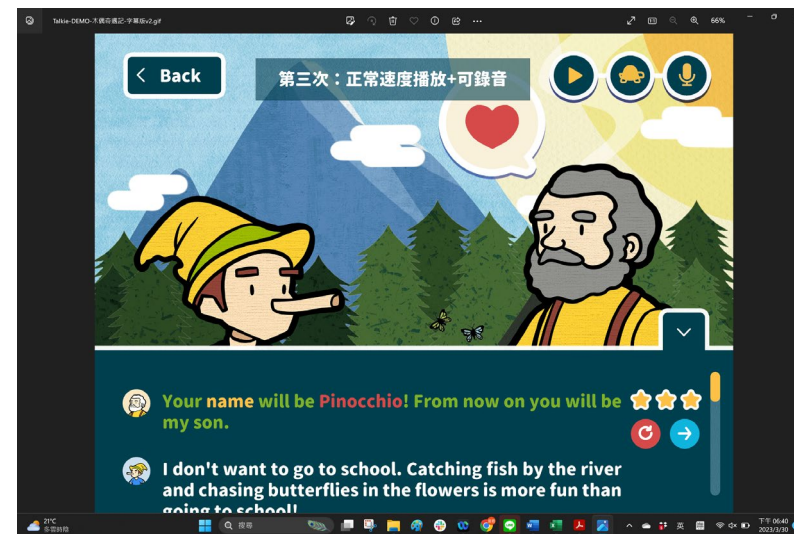 Talkie-DEMO-木偶奇遇記-字幕版v2.gif
66%
Back
第三次：正常速度播放+可錄音
Your name will be Pinocchio! From now on you will be
my son.
I don't want to go to school. Catching fish by the river
and chasing butterflies in the flowers is more fun than
going to school!
21°C
多雲時陰
搜尋
英
下午 06:40
2023/3/30